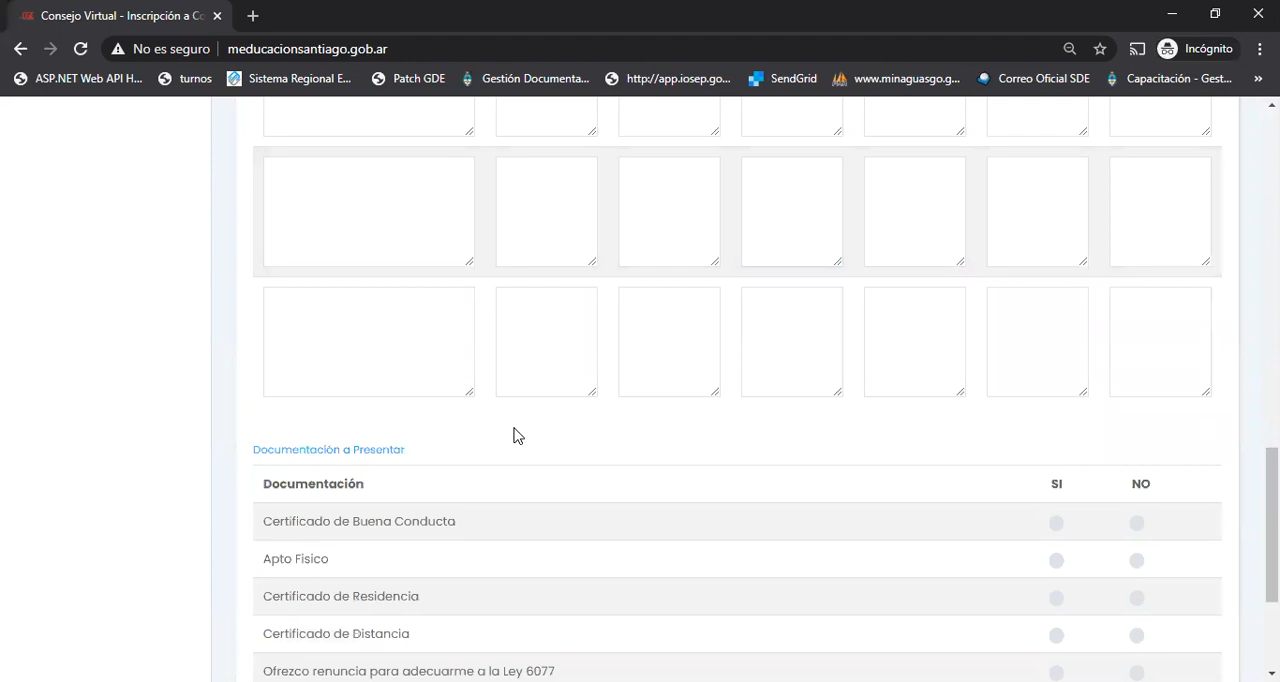 Consejo Virtual - Inscripción a Co
No es seguro
meducacionsantiago.gob.ar
Incógnito
ASP.NET Web API H...
turnos
Sistema Regional E...
Patch GDE
Gestión Documenta...
http://app.iosep.go...
SendGrid
www.minaguasgo.g...
Correo Oficial SDE
Capacitación - Gest...
»
Documentación a Presentar
Documentación SI NO
Certificado de Buena Conducta
Apto Fisico
Certificado de Residencia
Certificado de Distancia
Ofrezco renuncia para adecuarme a la Ley 6077